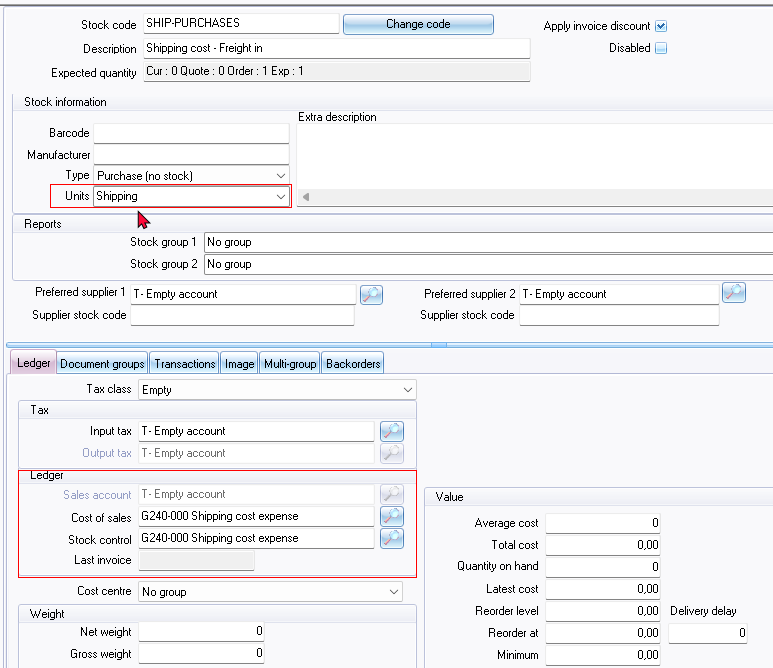 Stock code SHIP-PURCHASES Change code Apply invoice discount
Description Shipping cost - Freight in Disabled
Expected quantity Cur : 0 Quote : 0 Order : 1 Exp : 1
Stock information
Extra description
Barcode
Manufacturer
Type Purchase (no stock)
Units Shipping
Reports
Stock group 1 No group
Stock group 2 No group
Preferred supplier 1 T- Empty account Preferred supplier 2 T- Empty account
Supplier stock code Supplier stock code
Ledger Document groups Transactions Image Multi-group Backorders
Tax class Empty
Tax
Input tax T- Empty account
Output tax T- Empty account
Ledger
Sales account T- Empty account
Cost of sales G240-000 Shipping cost expense
Stock control G240-000 Shipping cost expense
Last invoice
Cost centre No group
Weight
Net weight 0
Gross weight 0
Value
Average cost 0
Total cost 0,00
Quantity on hand 0
Latest cost 0,00
Reorder level 0,00 Delivery delay
Reorder at 0,00 0
Minimum 0,00